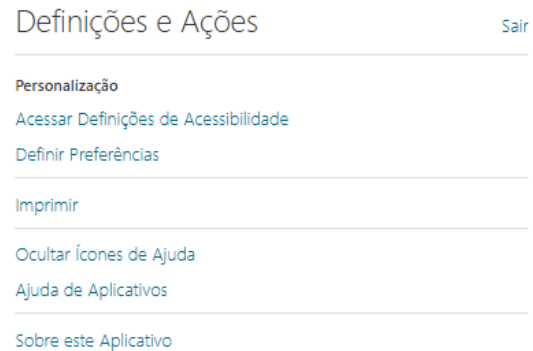 Definições e Ações
Sair
Personalização
Acessar Definições de Acessibilidade
Definir Preferências
Imprimir
Ocultar Ícones de Ajuda
Ajuda de Aplicativos
Sobre este Aplicativo